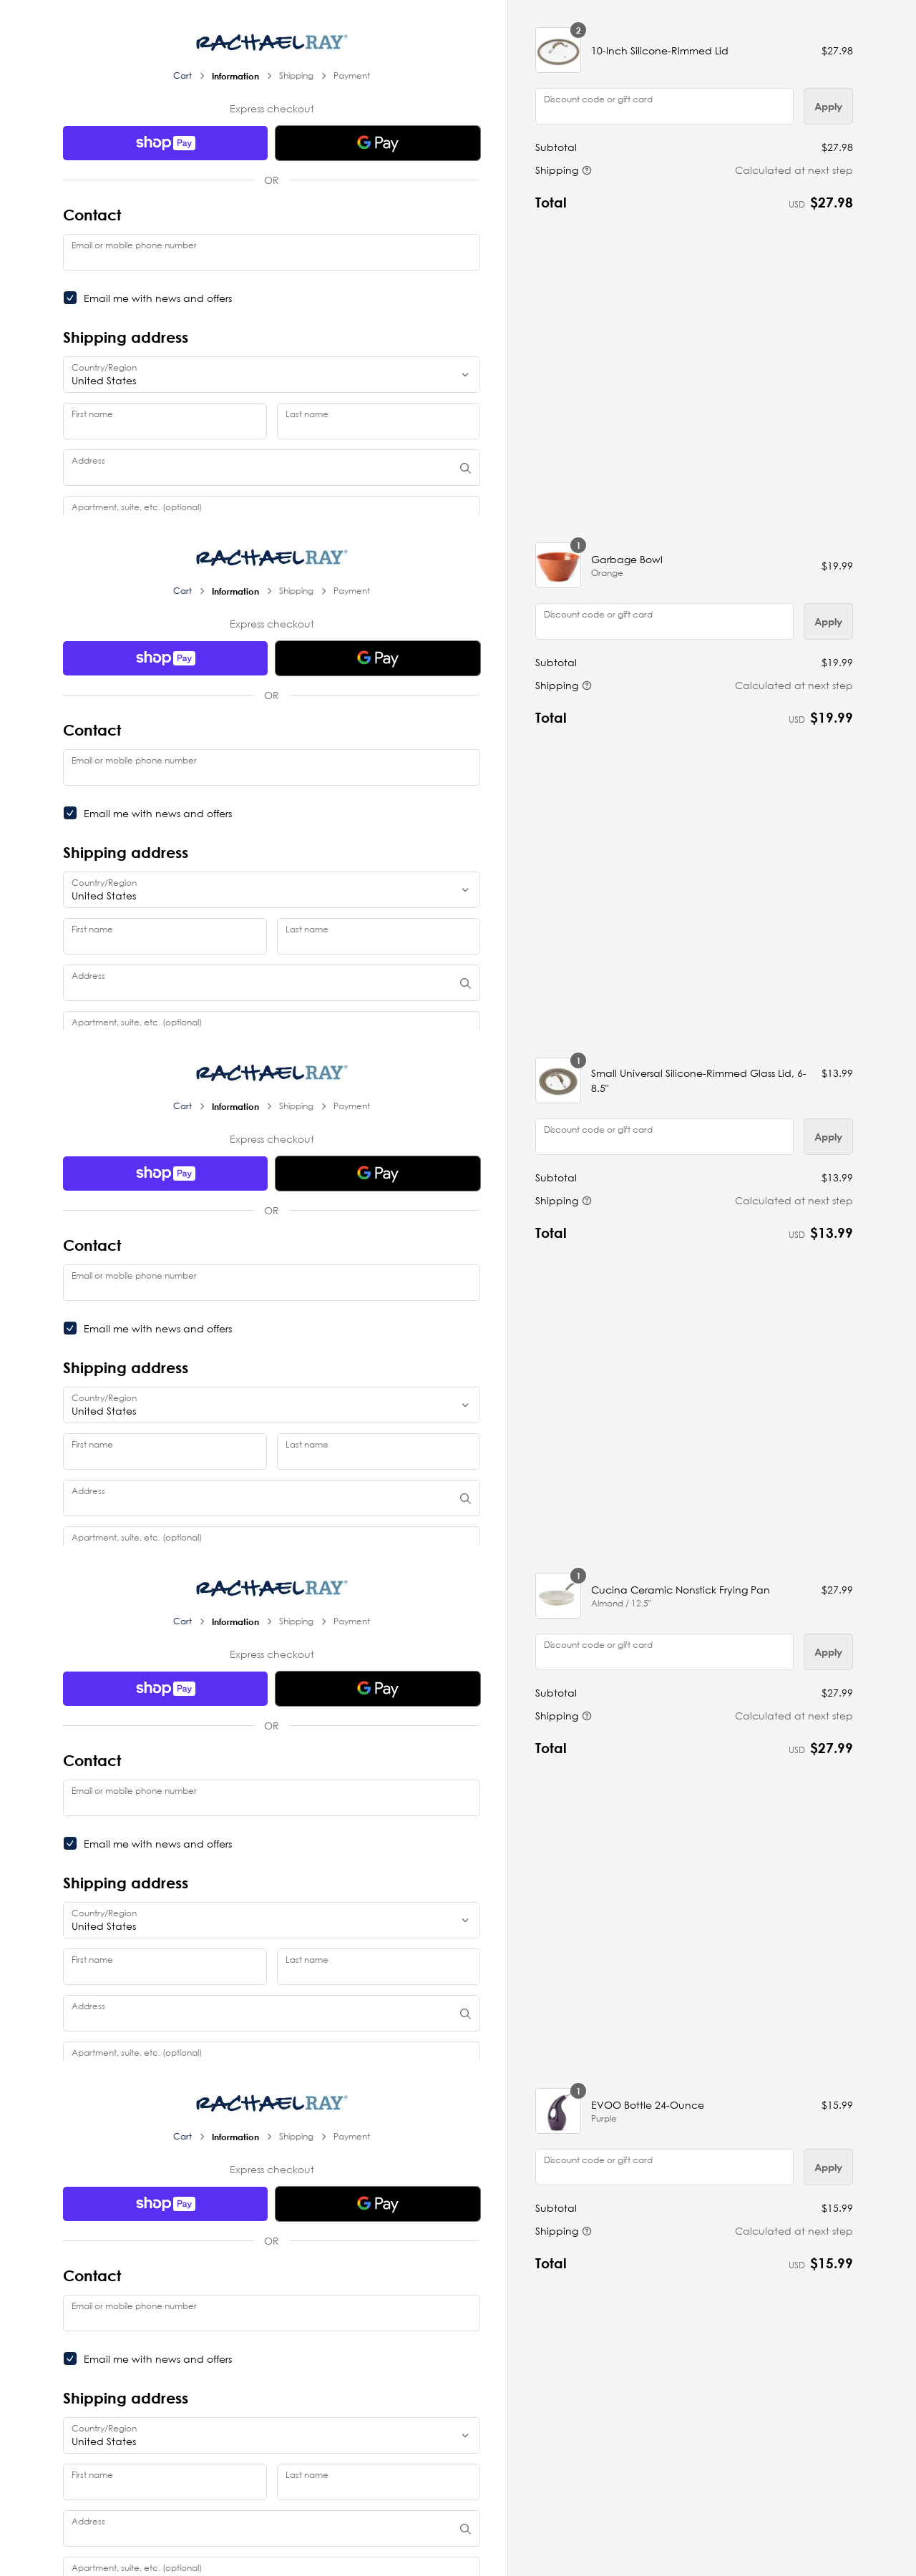 RACHAELRAY®
Cart > Information > Shipping > Payment
Express checkout
shop Pay
G Pay
OR
Contact
Email or mobile phone number
Email me with news and offers
Shipping address
Country/Region
United States
First name
Last name
Address
Apartment, suite, etc. (optional)
2
10-Inch Silicone-Rimmed Lid
$27.98
Discount code or gift card
Apply
Subtotal
$27.98
Shipping
Calculated at next step
Total
USD $27.98
RACHAELRAY®
Cart > Information > Shipping > Payment
Express checkout
shop Pay
G Pay
OR
Contact
Email or mobile phone number
Email me with news and offers
Shipping address
Country/Region
United States
First name
Last name
Address
Apartment, suite, etc. (optional)
1
Garbage Bowl
Orange
$19.99
Discount code or gift card
Apply
Subtotal
$19.99
Shipping
Calculated at next step
Total
USD $19.99
RACHAELRAY®
Cart > Information > Shipping > Payment
Express checkout
shop Pay
G Pay
OR
Contact
Email or mobile phone number
Email me with news and offers
Shipping address
Country/Region
United States
First name
Last name
Address
Apartment, suite, etc. (optional)
1
Small Universal Silicone-Rimmed Glass Lid, 6-
8.5"
$13.99
Discount code or gift card
Apply
Subtotal
$13.99
Shipping
Calculated at next step
Total
USD $13.99
RACHAELRAY®
Cart > Information > Shipping > Payment
Express checkout
shop Pay
G Pay
OR
Contact
Email or mobile phone number
Email me with news and offers
Shipping address
Country/Region
United States
First name
Last name
Address
Apartment, suite, etc. (optional)
1
Cucina Ceramic Nonstick Frying Pan
Almond / 12.5"
$27.99
Discount code or gift card
Apply
Subtotal
$27.99
Shipping
Calculated at next step
Total
USD $27.99
RACHAELRAY®
Cart > Information > Shipping > Payment
Express checkout
shop Pay
G Pay
OR
Contact
Email or mobile phone number
Email me with news and offers
Shipping address
Country/Region
United States
First name
Last name
Address
Apartment, suite, etc. (optional)
1
EVOO Bottle 24-Ounce
Purple
$15.99
Discount code or gift card
Apply
Subtotal
$15.99
Shipping
Calculated at next step
Total
USD $15.99